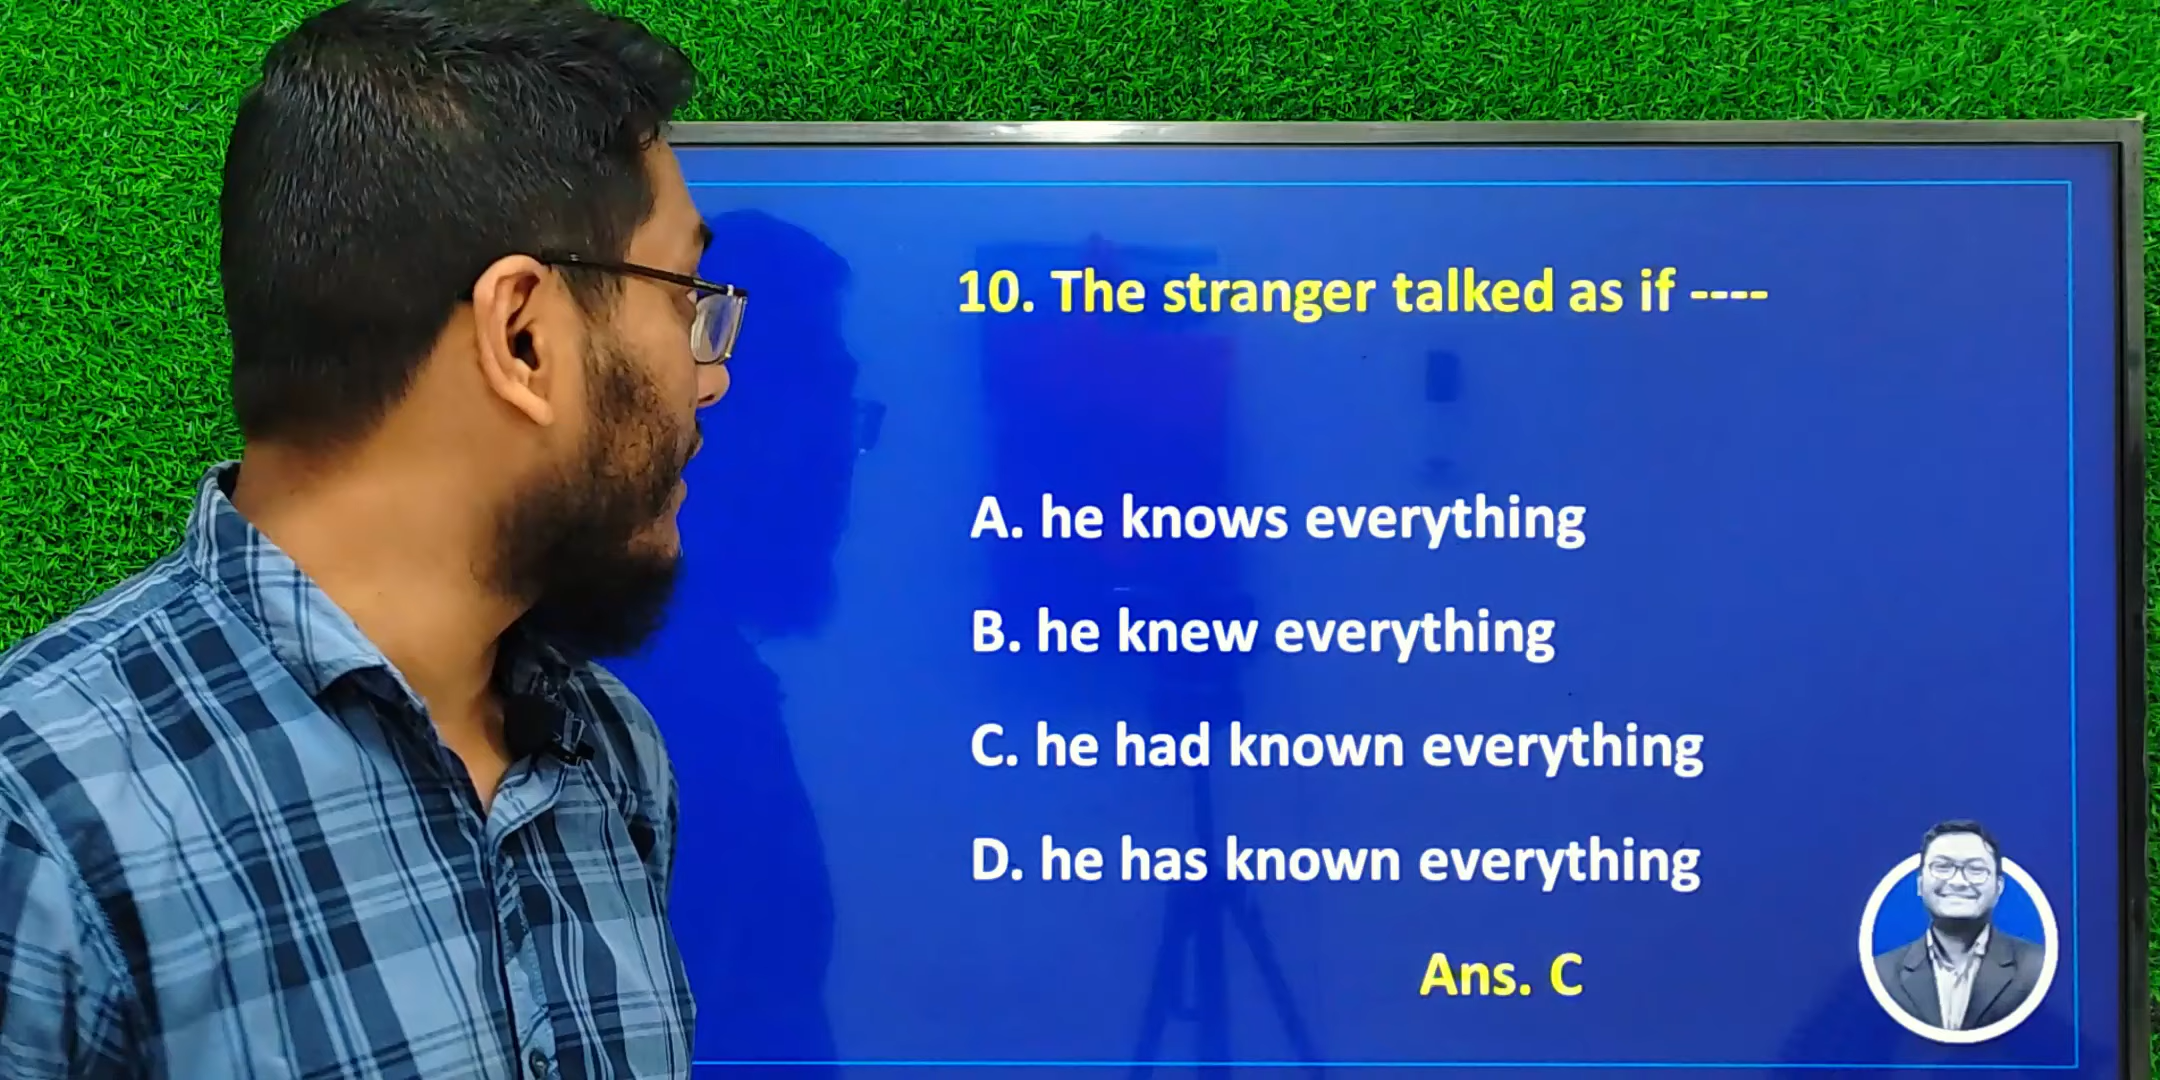 10. The stranger talked as if ----
A. he knows everything
B. he knew everything
C. he had known everything
D. he has known everything
Ans. C